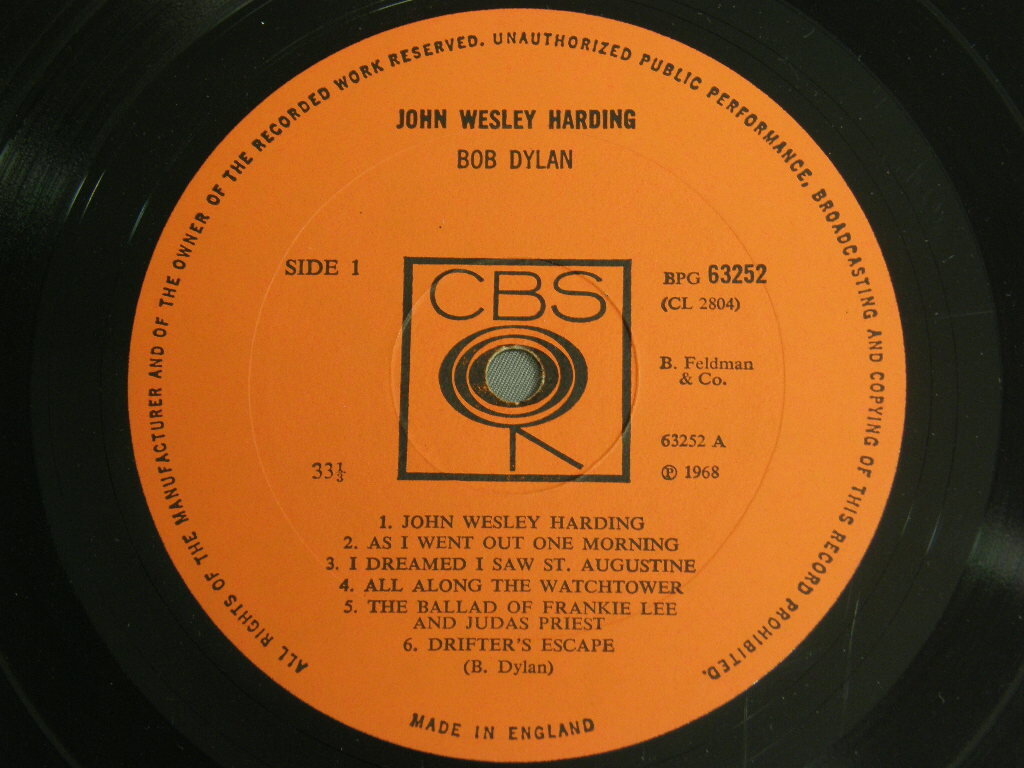 ALL RIGHTS OF THE MANUFACTURER AND OF THE OWNER OF THE RECORDED WORK RESERVED. UNAUTHORIZED PUBLIC PERFORMANCE, BROADCASTING AND COPYING OF THIS RECORD PROHIBITED.
JOHN WESLEY HARDING
BOB DYLAN
SIDE 1
CBS
BPG 63252
(CL 2804)
B. Feldman
& Co.
63252 A
33⅓
℗ 1968
1. JOHN WESLEY HARDING
2. AS I WENT OUT ONE MORNING
3. I DREAMED I SAW ST. AUGUSTINE
4. ALL ALONG THE WATCHTOWER
5. THE BALLAD OF FRANKIE LEE
AND JUDAS PRIEST
6. DRIFTER'S ESCAPE
(B. Dylan)
MADE IN ENGLAND